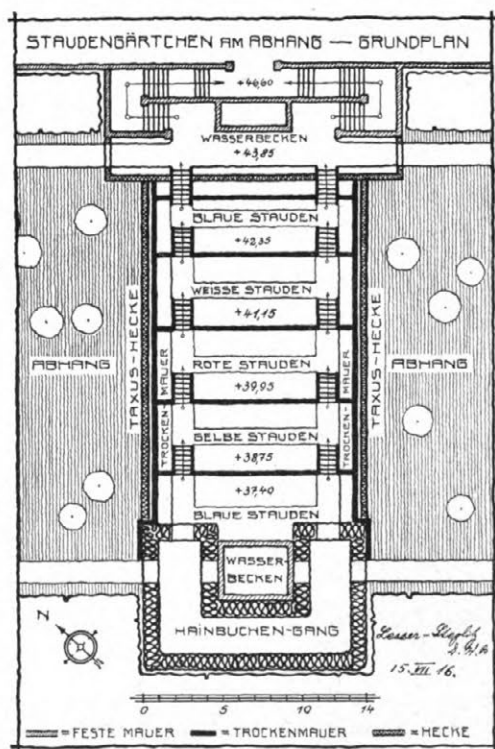 STAUDENGÄRTCHEN AM ABHANG — GRUNDPLAN
+46,60
WASSERBECKEN
+43,85
BLAUE STAUDEN
+42,35
WEISSE STAUDEN
+41,15
TAXUS-HECKE
TAXUS-HECKE
ABHANG
ABHANG
ROTE STAUDEN
+39,95
TROCKEN-MAUER
TROCKEN-MAUER
GELBE STAUDEN
+38,75
+37,40
BLAUE STAUDEN
WASSER-
BECKEN
HAINBUCHEN-GANG
N
Lesser-Steglitz
15. VII 16.
0 5 10 14
= FESTE MAUER = TROCKENMAUER = HECKE